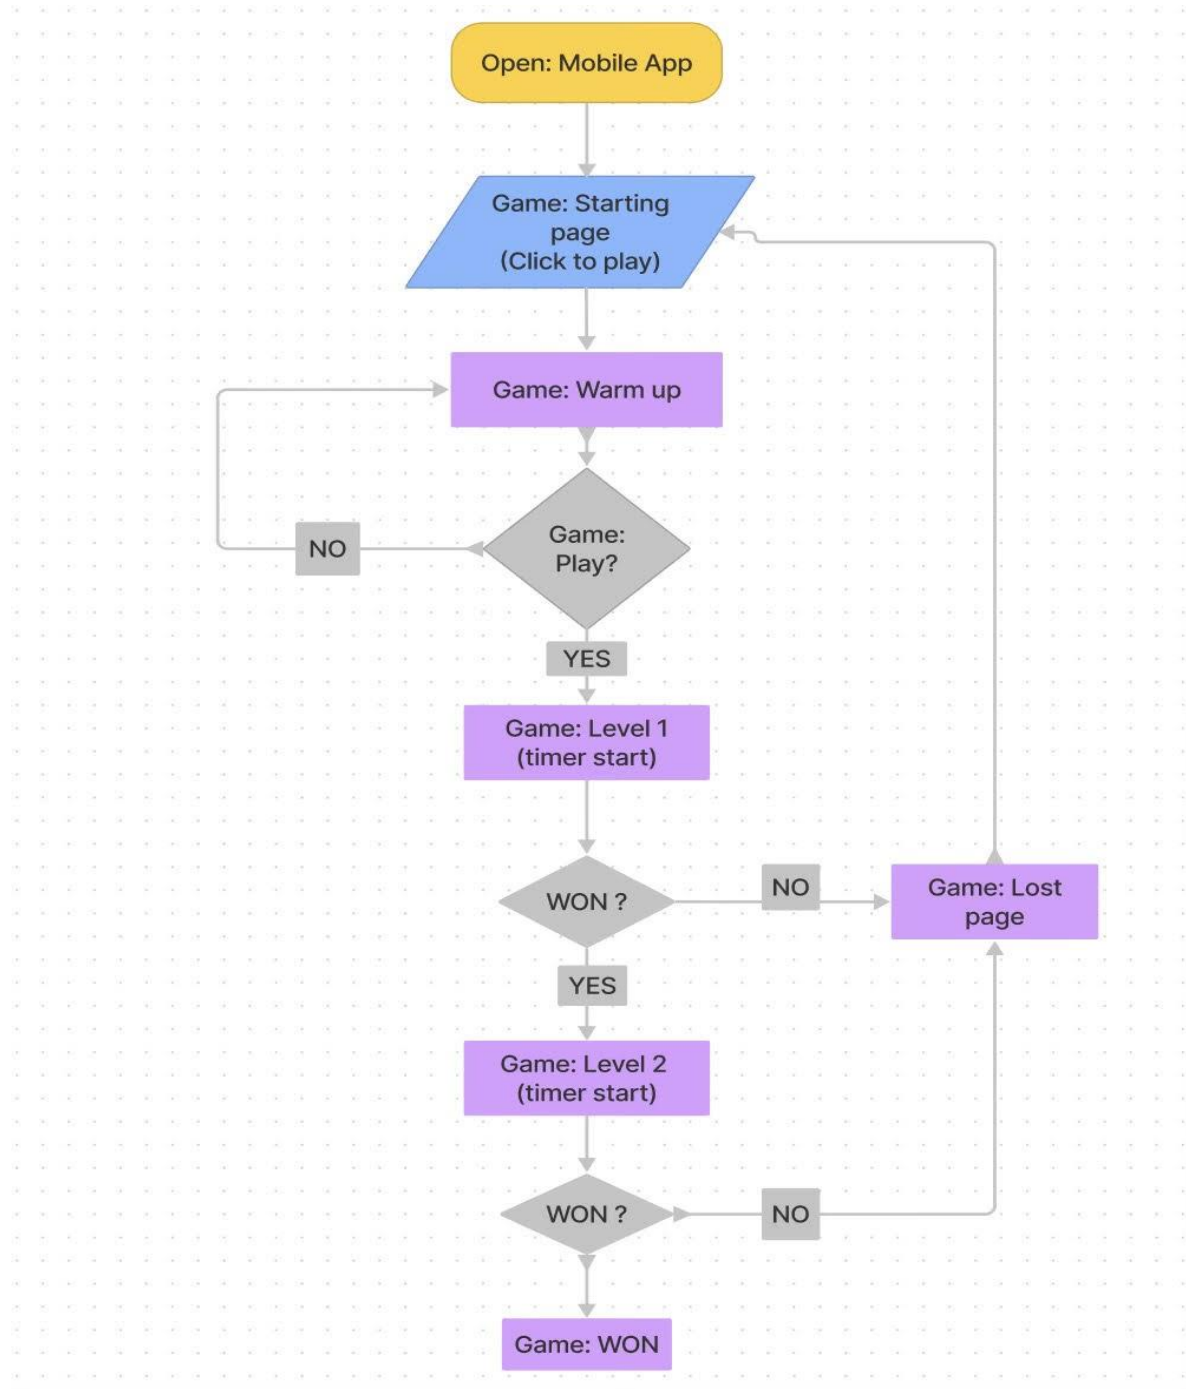 Open: Mobile App
Game: Starting
page
(Click to play)
Game: Warm up
Game:
Play?
NO
YES
Game: Level 1
(timer start)
WON ?
NO
Game: Lost
page
YES
Game: Level 2
(timer start)
WON ?
NO
Game: WON